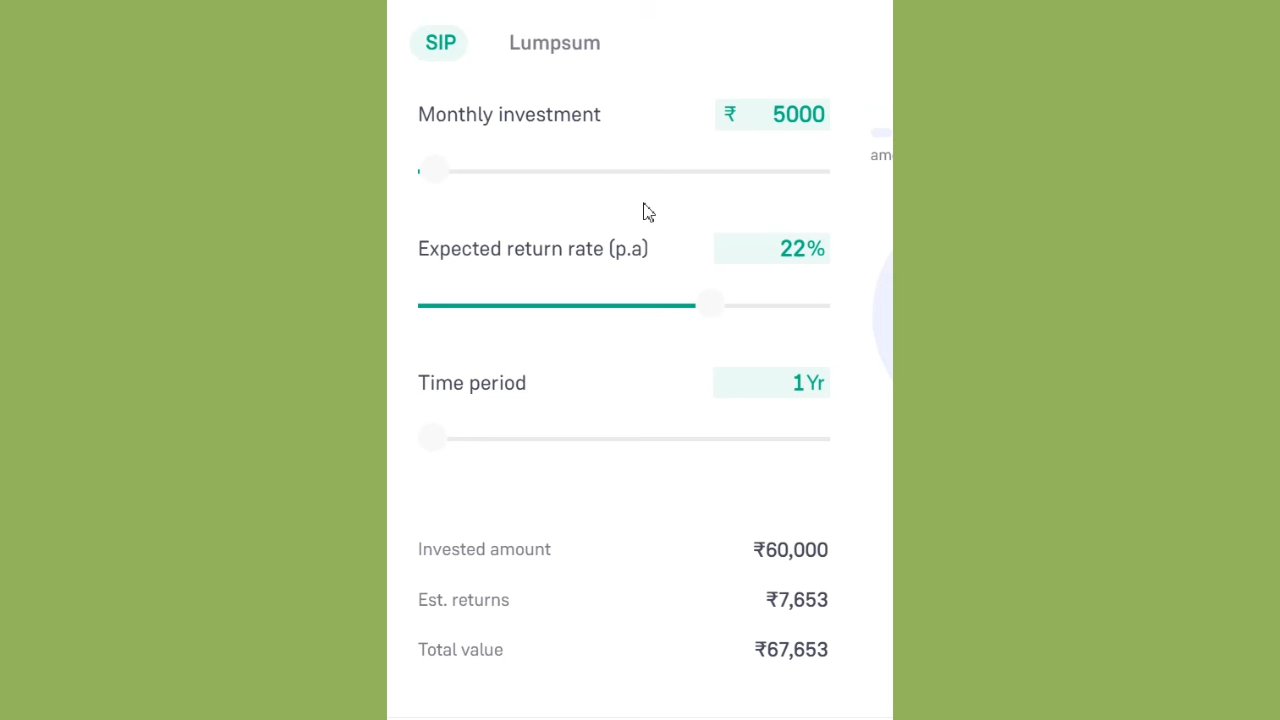 SIP Lumpsum
Monthly investment ₹ 5000
am
Expected return rate (p.a) 22%
Time period 1 Yr
Invested amount ₹60,000
Est. returns ₹7,653
Total value ₹67,653